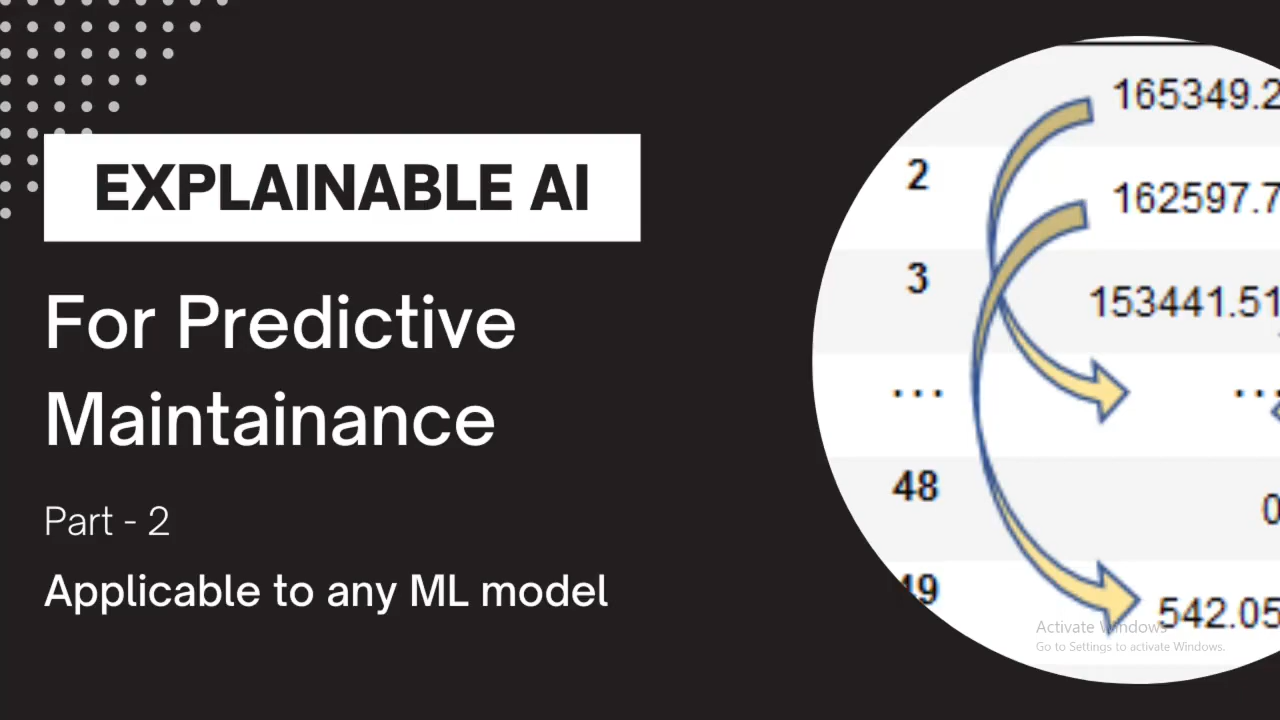 EXPLAINABLE AI
For Predictive
Maintainance
Part - 2
Applicable to any ML model
165349.2
2
162597.7
3
153441.51
... ...
48
0
49
542.05
Activate Windows
Go to Settings to activate Windows.